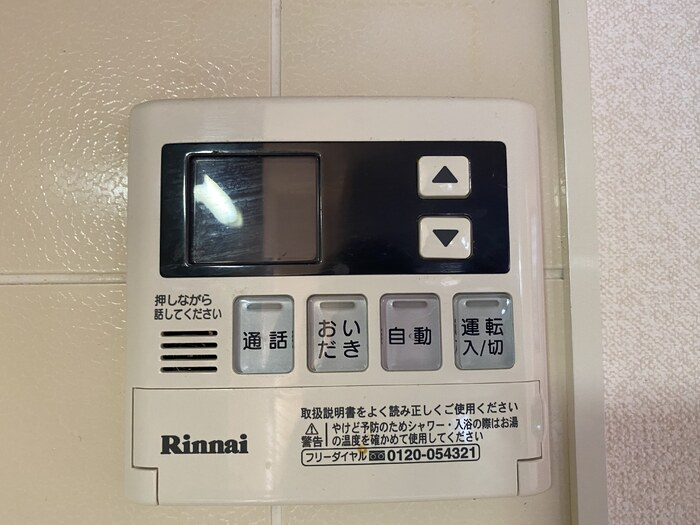 ▲
▼
押しながら
話してください
通話
おい
だき
自動
運転
入/切
取扱説明書をよく読み正しくご使用ください
警告
やけど予防のためシャワー・入浴の際はお湯
の温度を確かめて使用してください
Rinnai
フリーダイヤル 0120-054321